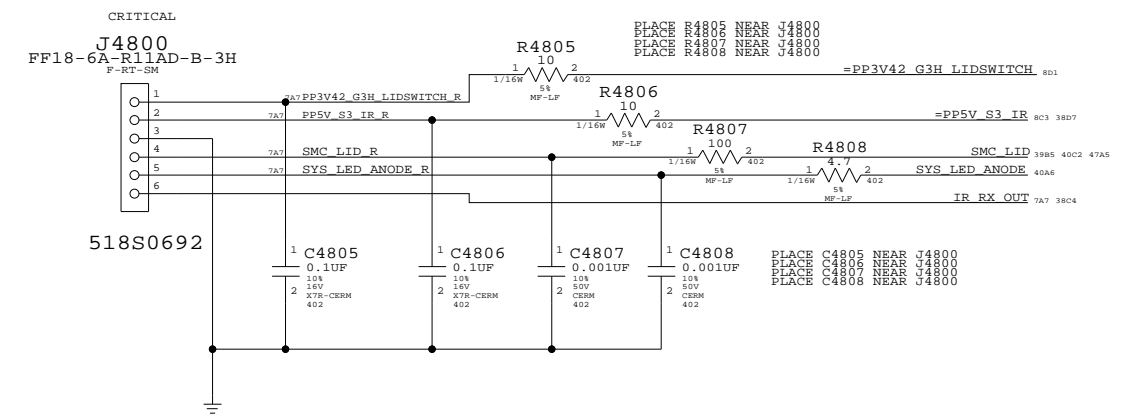 CRITICAL
J4800
FF18-6A-R11AD-B-3H
F-RT-SM
1
2
3
4
5
6
518S0692
7A7 PP3V42_G3H_LIDSWITCH_R
7A7 PP5V_S3_IR_R
7A7 SMC_LID_R
7A7 SYS_LED_ANODE_R
R4805
10
1 2
1/16W 402
5%
MF-LF
R4806
10
1 2
1/16W 402
5%
MF-LF
R4807
100
1 2
1/16W 402
5%
MF-LF
R4808
4.7
1 2
1/16W 402
5%
MF-LF
PLACE R4805 NEAR J4800
PLACE R4806 NEAR J4800
PLACE R4807 NEAR J4800
PLACE R4808 NEAR J4800
=PP3V42_G3H_LIDSWITCH 8D1
=PP5V_S3_IR 8C3 38D7
SMC_LID 39B5 40C2 47A5
SYS_LED_ANODE 40A6
IR_RX_OUT 7A7 38C4
1 C4805
0.1UF
10%
16V
2 X7R-CERM
402
1 C4806
0.1UF
10%
16V
2 X7R-CERM
402
1 C4807
0.001UF
10%
50V
2 CERM
402
1 C4808
0.001UF
10%
50V
2 CERM
402
PLACE C4805 NEAR J4800
PLACE C4806 NEAR J4800
PLACE C4807 NEAR J4800
PLACE C4808 NEAR J4800